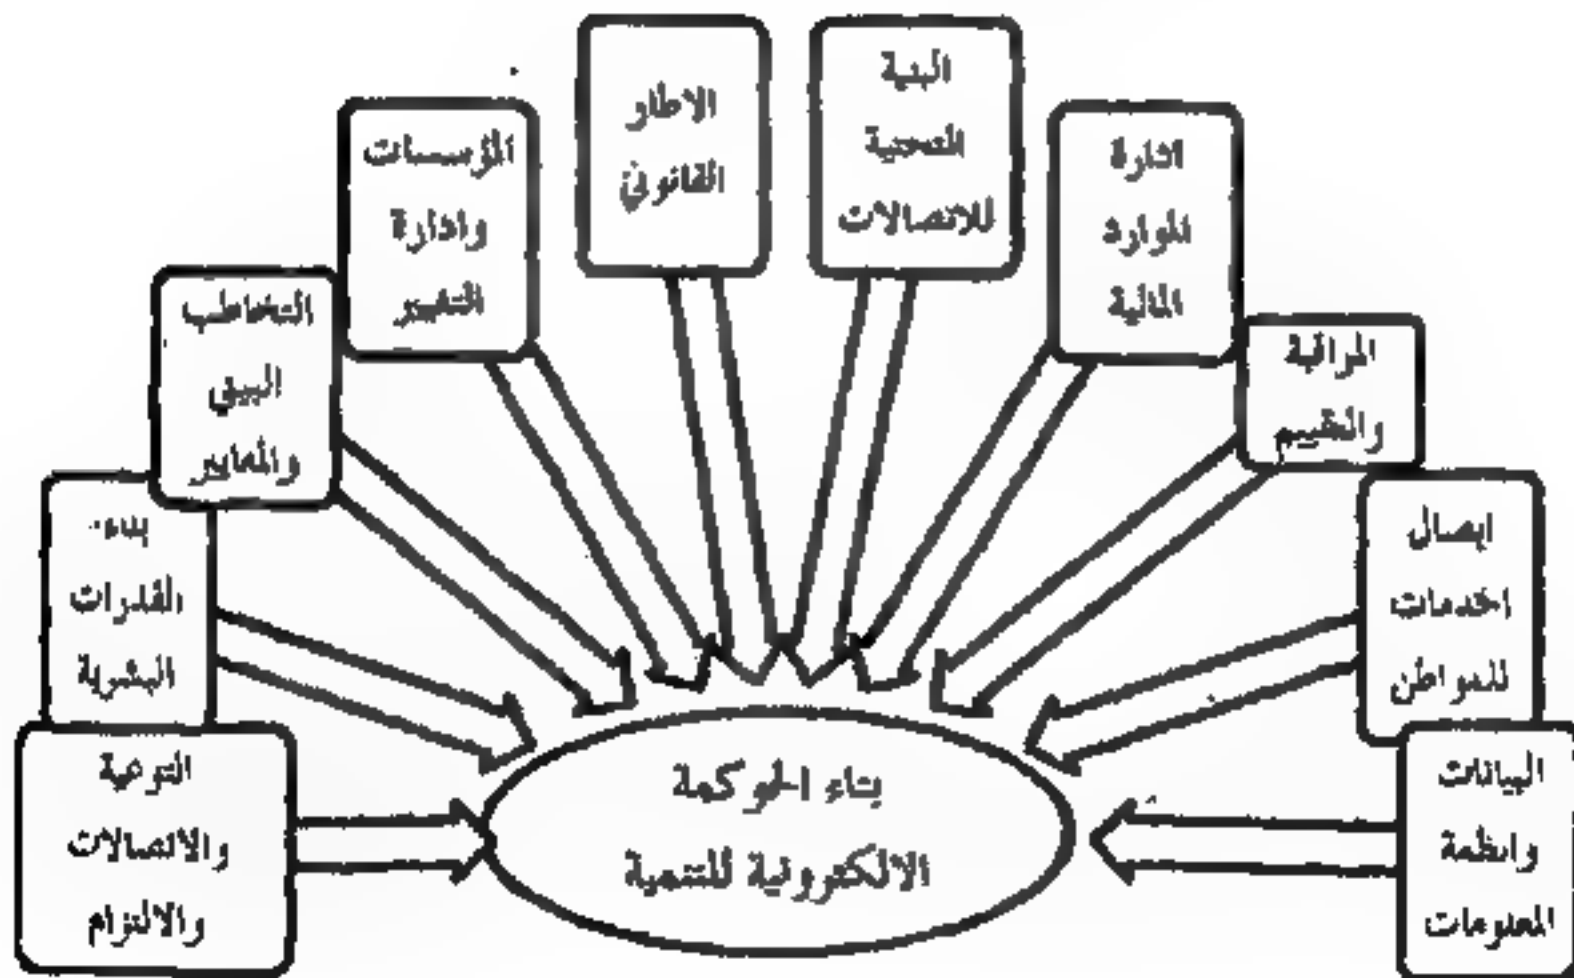 البنية
التحتية
للاتصالات
الاطار
القانوني
ادارة
الموارد
المالية
المؤسسات
وادارة
التغيير
المراقبة
والتقييم
التخاطب
البيني
والمعايير
ايصال
الخدمات
للمواطن
بناء
القدرات
البشرية
البيانات
وانظمة
المعلومات
التوعية
والاتصالات
والالتزام
بناء الحوكمة
الالكترونية للتنمية